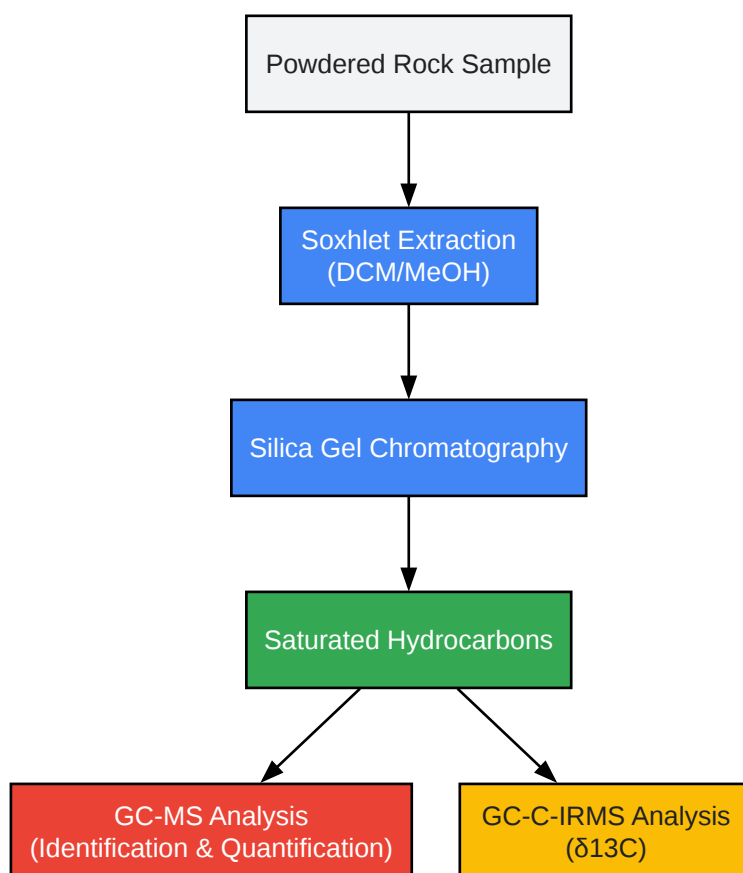 Powdered Rock Sample
Soxhlet Extraction
(DCM/MeOH)
Silica Gel Chromatography
Saturated Hydrocarbons
GC-MS Analysis
(Identification & Quantification)
GC-C-IRMS Analysis
(δ13C)